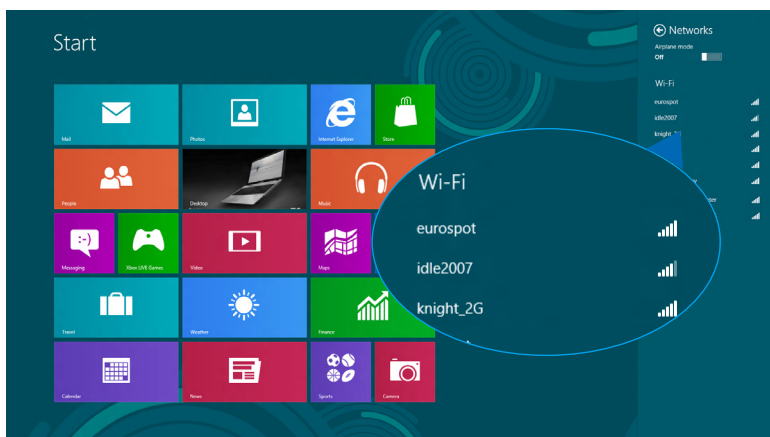 Start
Networks
Airplane mode
Off
Wi-Fi
eurospot
idle2007
Mail
Photos
Internet Explorer
Store
People
Desktop
Music
Messaging
Xbox LIVE Games
Video
Maps
Travel
Weather
Finance
Calendar
News
Sports
Camera
Wi-Fi
eurospot
idle2007
knight_2G